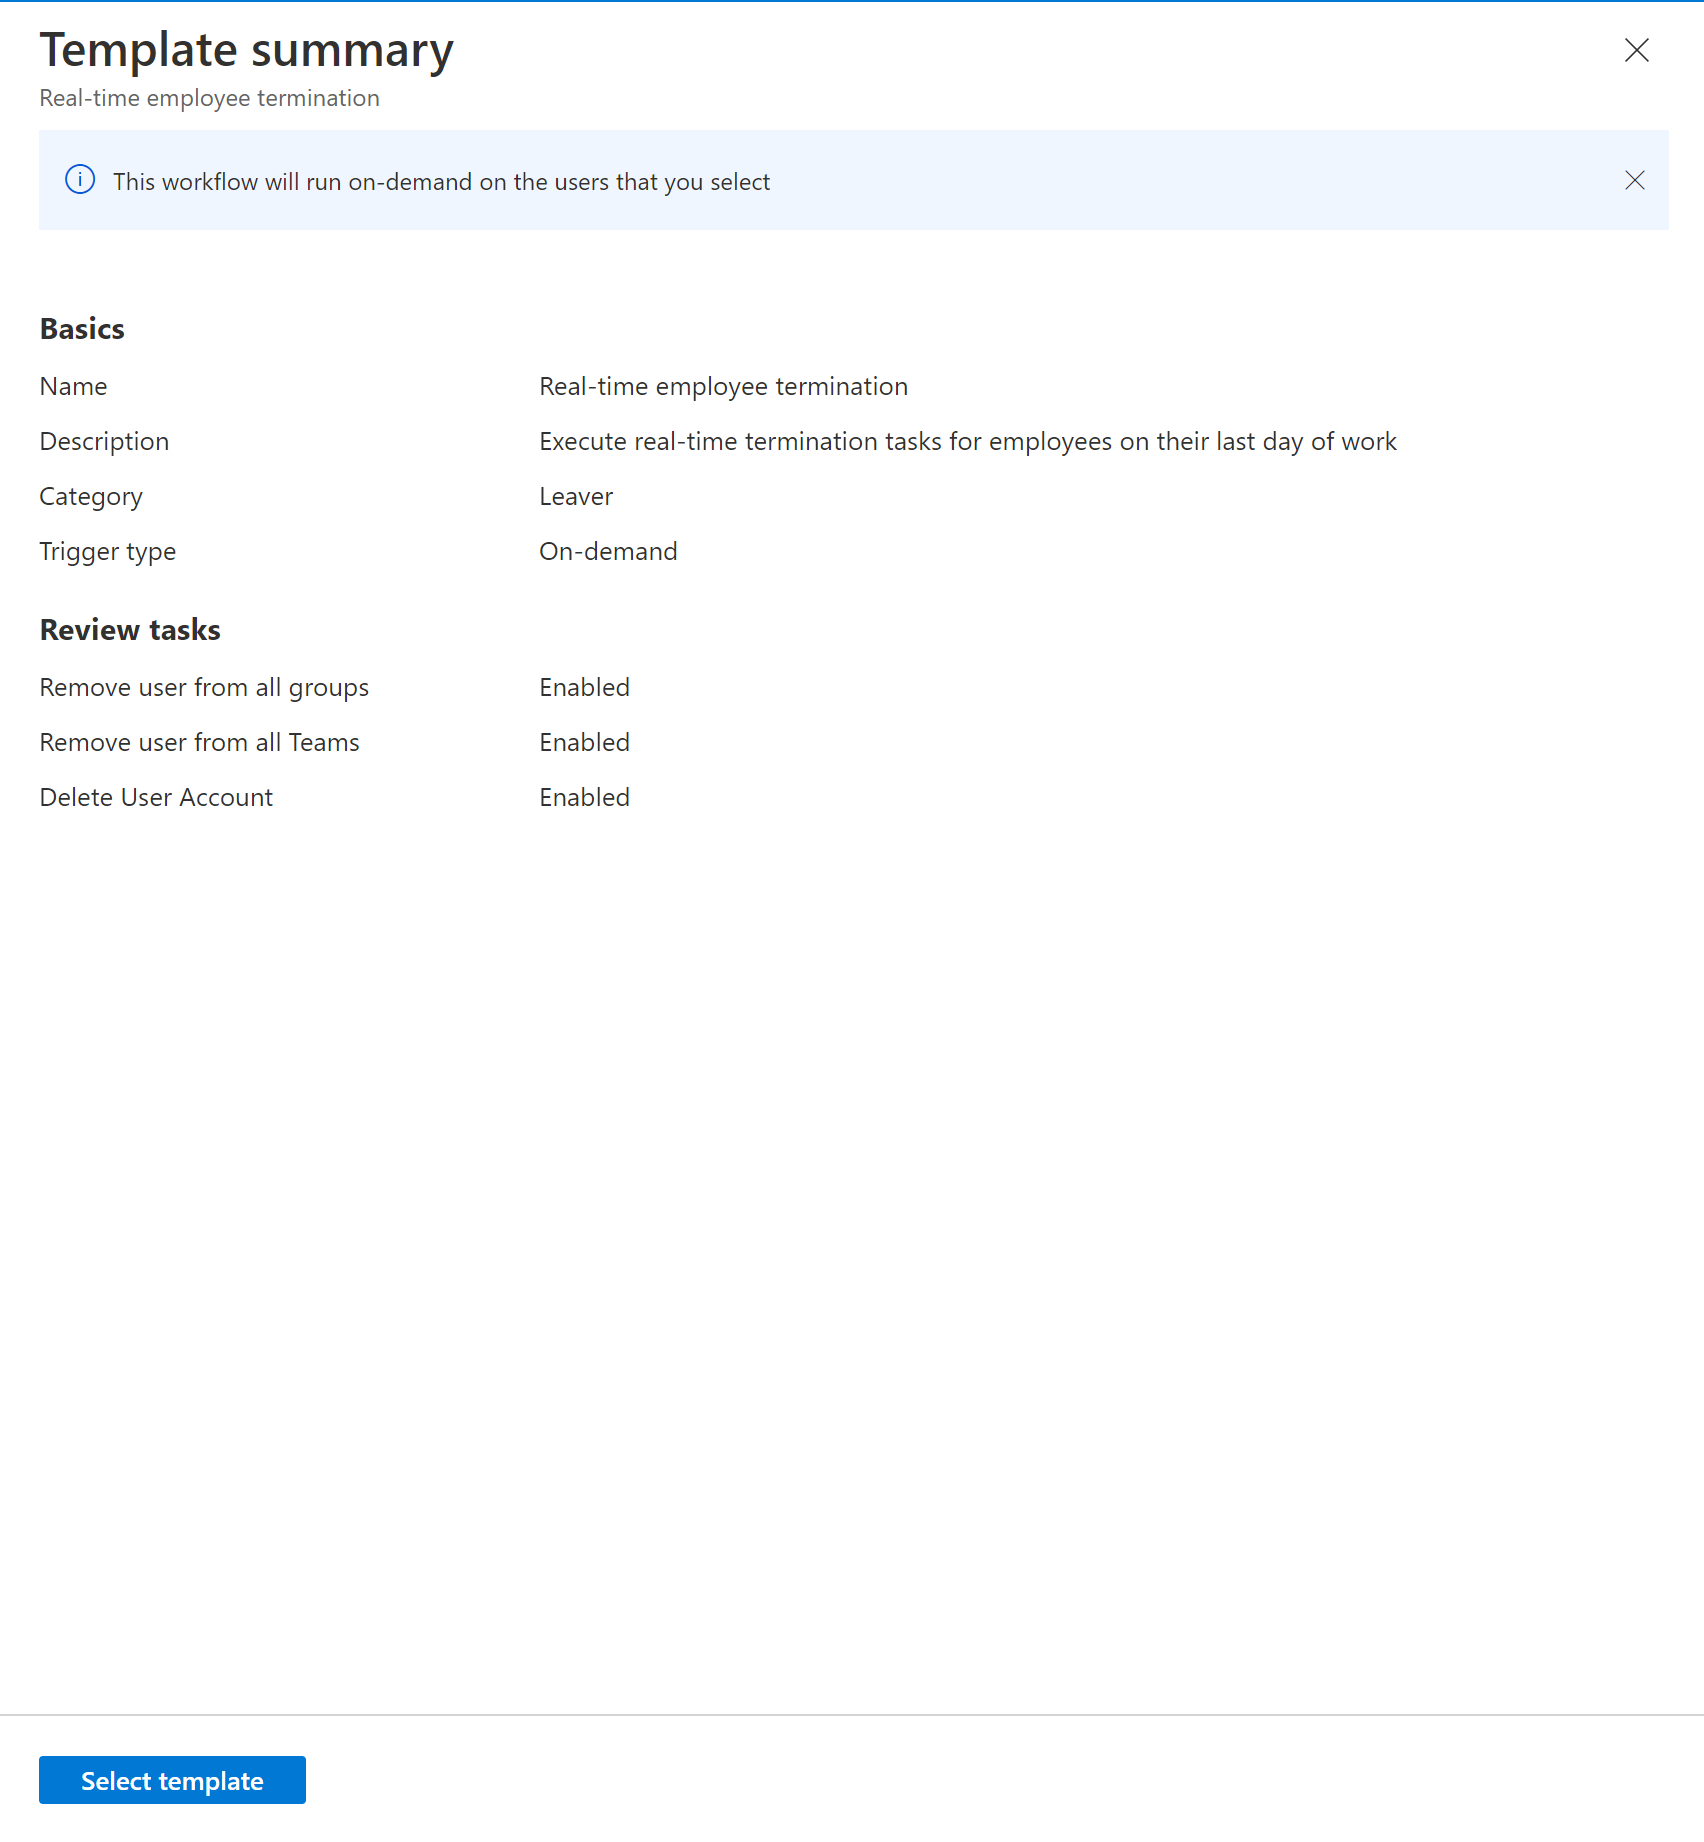 Template summary
Real-time employee termination
This workflow will run on-demand on the users that you select
Basics
Name Real-time employee termination
Description Execute real-time termination tasks for employees on their last day of work
Category Leaver
Trigger type On-demand
Review tasks
Remove user from all groups Enabled
Remove user from all Teams Enabled
Delete User Account Enabled
Select template